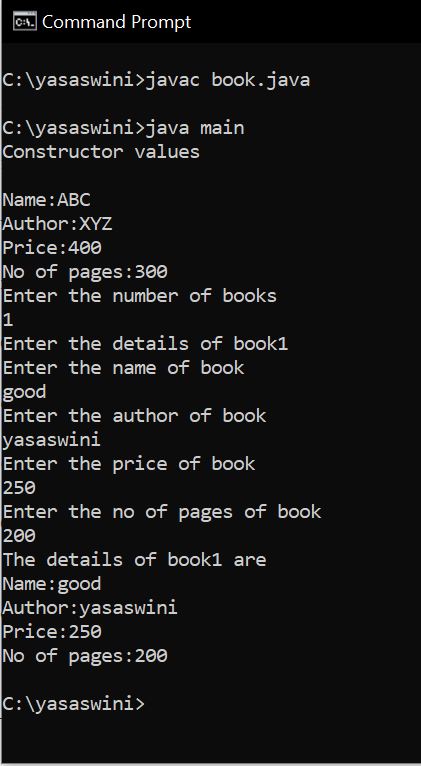 Command Prompt
C:\yasaswini>javac book.java
C:\yasaswini>java main
Constructor values
Name:ABC
Author:XYZ
Price:400
No of pages:300
Enter the number of books
1
Enter the details of book1
Enter the name of book
good
Enter the author of book
yasaswini
Enter the price of book
250
Enter the no of pages of book
200
The details of book1 are
Name:good
Author:yasaswini
Price:250
No of pages:200
C:\yasaswini>